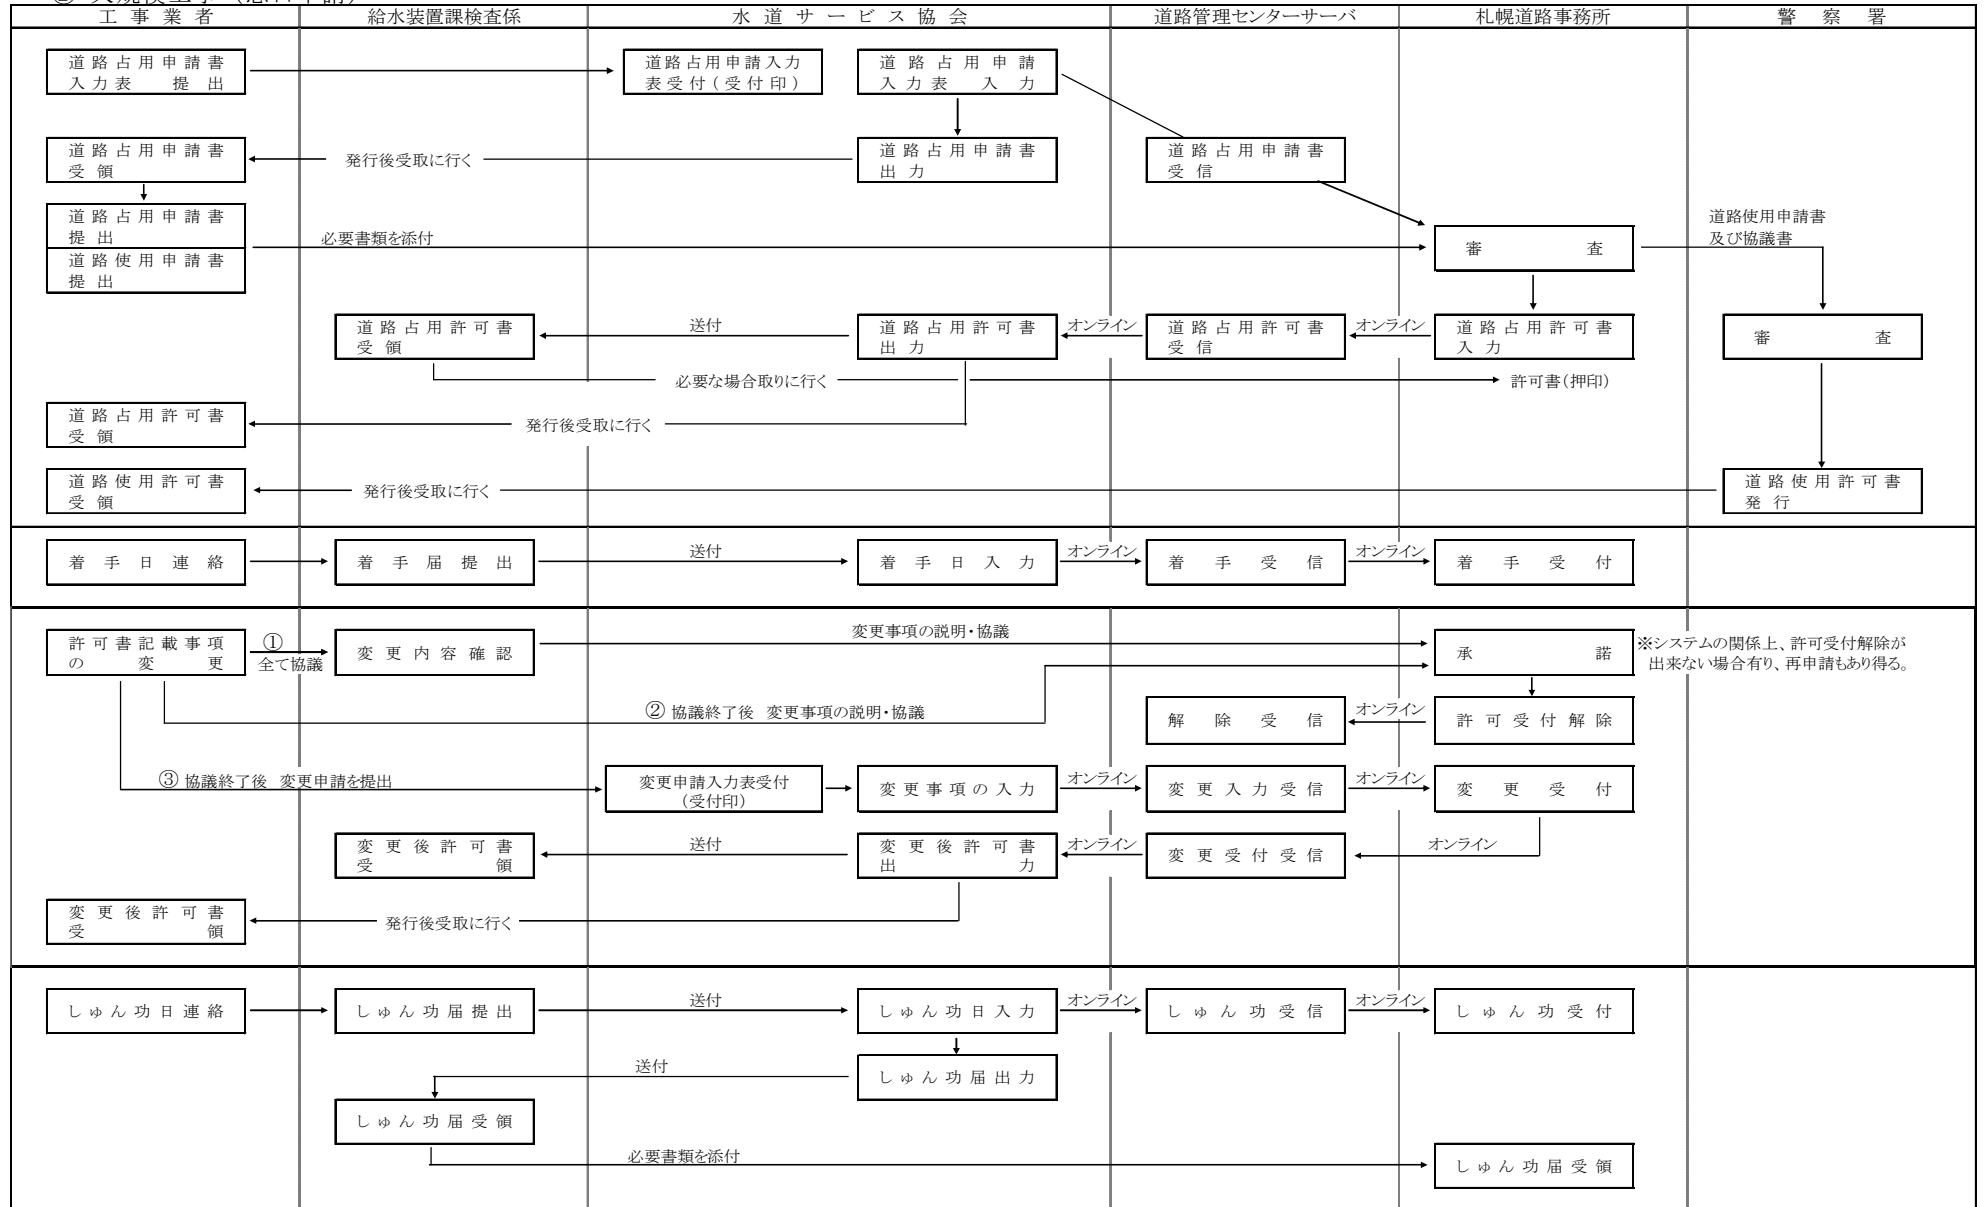 工事業者
給水装置課検査係
水道サービス協会
道路管理センターサーバ
札幌道路事務所
警察署
道路占用申請書
入力表 提出
道路占用申請入力
表受付(受付印)
道路占用申請
入力表 入力
道路占用申請書
受領
発行後受取に行く
道路占用申請書
出力
道路占用申請書
受信
道路占用申請書
提出
道路使用申請書
提出
必要書類を添付
審査
道路使用申請書
及び協議書
道路占用許可書
受領
送付
道路占用許可書
出力
オンライン
道路占用許可書
受信
オンライン
道路占用許可書
入力
審査
必要な場合取りに行く
許可書(押印)
道路占用許可書
受領
発行後受取に行く
道路使用許可書
受領
発行後受取に行く
道路使用許可書
発行
着手日連絡
着手届提出
送付
着手日入力
オンライン
着手受信
オンライン
着手受付
許可書記載事項
の変更
①
全て協議
変更内容確認
変更事項の説明・協議
承諾
※システムの関係上、許可受付解除が
出来ない場合有り、再申請もあり得る。
② 協議終了後 変更事項の説明・協議
解除受信
オンライン
許可受付解除
③ 協議終了後 変更申請を提出
変更申請入力表受付
(受付印)
変更事項の入力
オンライン
変更入力受信
オンライン
変更受付
変更後許可書
受領
送付
変更後許可書
出力
オンライン
変更受付受信
オンライン
変更後許可書
受領
発行後受取に行く
しゅん功日連絡
しゅん功届提出
送付
しゅん功日入力
オンライン
しゅん功受信
オンライン
しゅん功受付
送付
しゅん功届出力
しゅん功届受領
必要書類を添付
しゅん功届受領